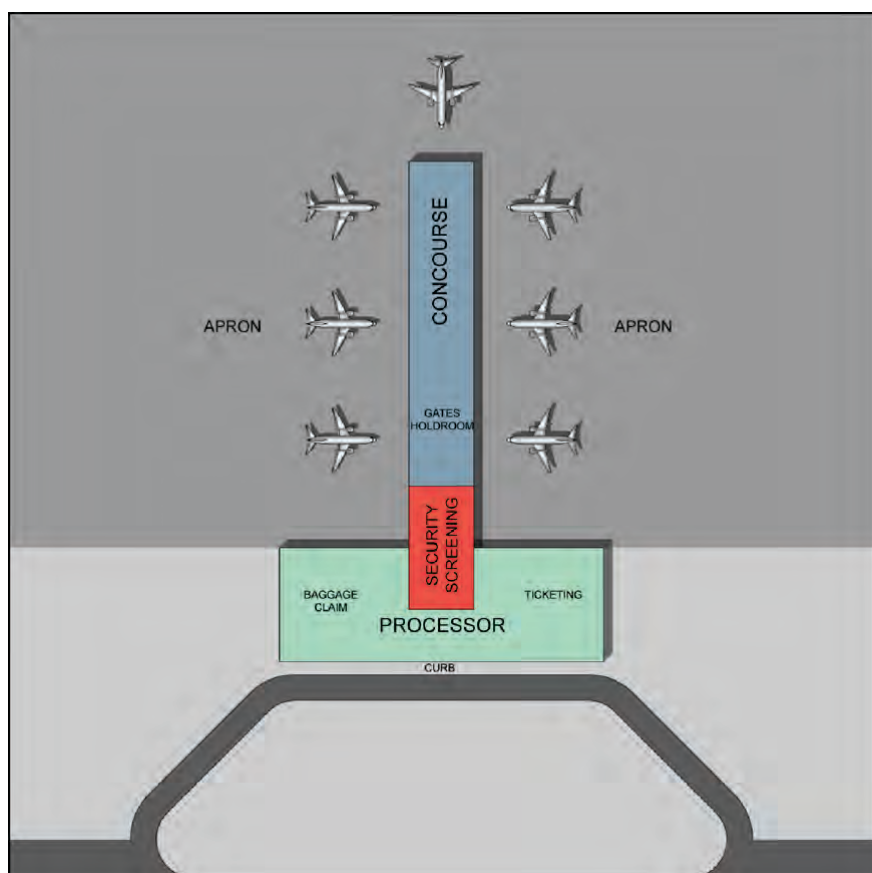 CONCOURSE
APRON
APRON
GATES
HOLDROOM
SECURITY
SCREENING
BAGGAGE
CLAIM
TICKETING
PROCESSOR
CURB